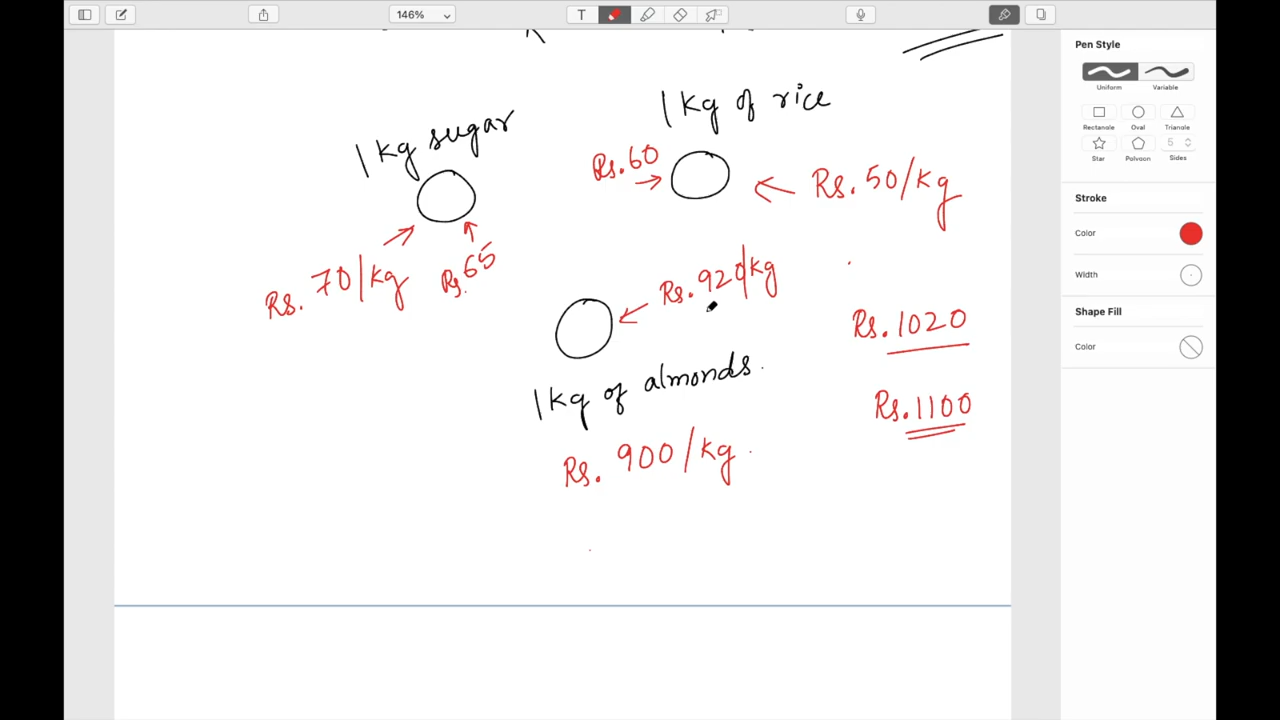 146%
T
Pen Style
Uniform Variable
Rectangle Oval Triangle
Star Polygon 5 Sides
Stroke
Color
Width
Shape Fill
Color
1 kg sugar
1 kg of rice
Rs.60
Rs.50/kg
Rs.70/kg
Rs.65
Rs.920/kg
1 kg of almonds.
Rs.900/kg
Rs.1020
Rs.1100